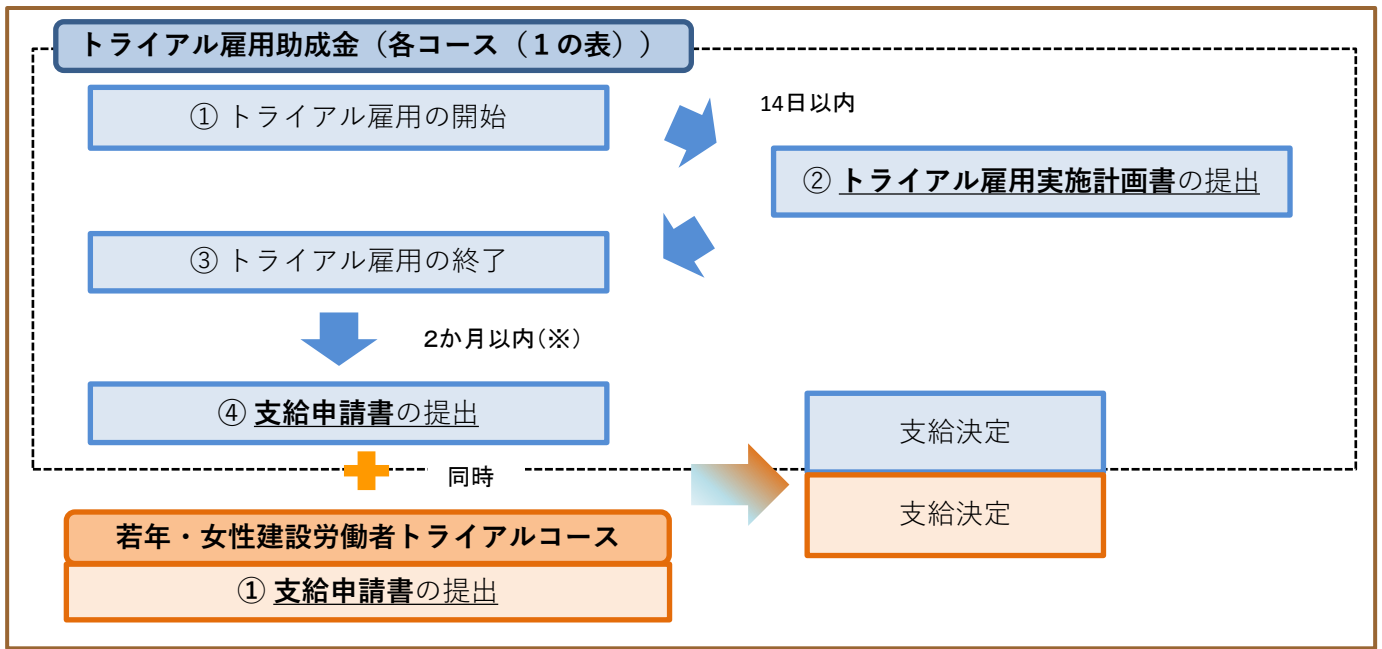 トライアル雇用助成金（各コース（１の表））
① トライアル雇用の開始
14日以内
② トライアル雇用実施計画書の提出
③ トライアル雇用の終了
2か月以内(※)
④ 支給申請書の提出
支給決定
同時
支給決定
若年・女性建設労働者トライアルコース
① 支給申請書の提出